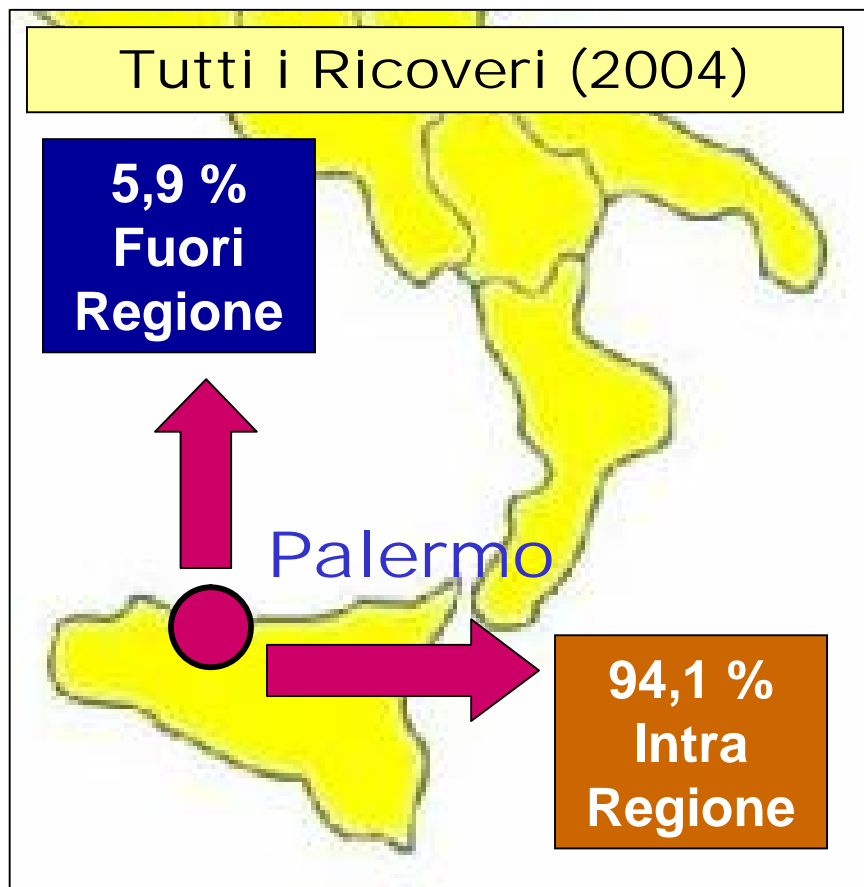 Tutti i Ricoveri (2004)
5,9 %
Fuori
Regione
Palermo
94,1 %
Intra
Regione